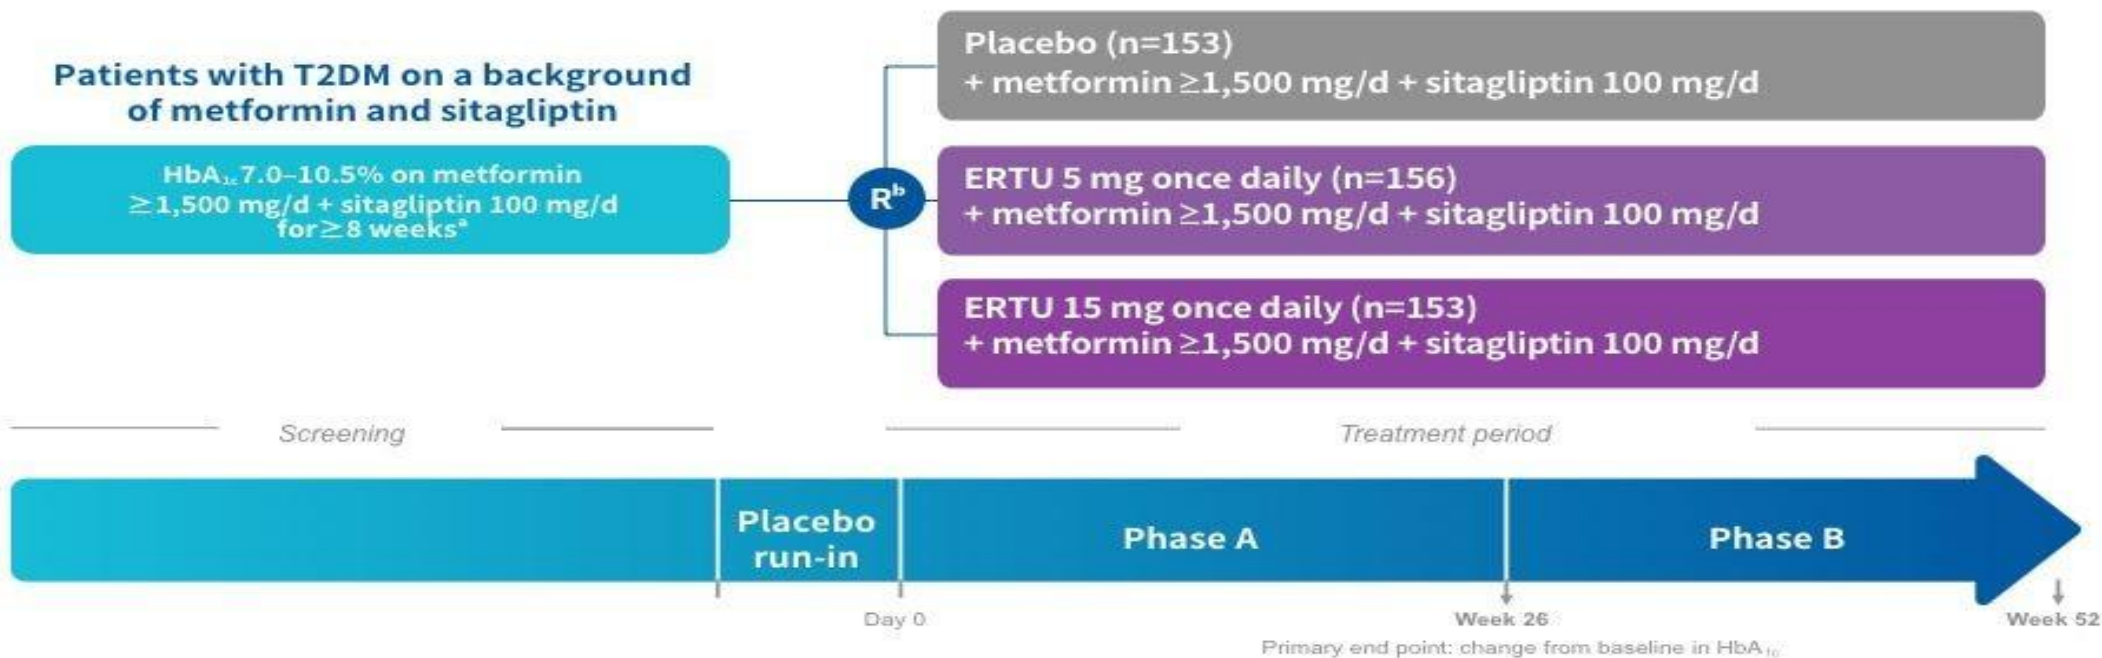 Patients with T2DM on a background
of metformin and sitagliptin
HbA1c 7.0–10.5% on metformin
≥1,500 mg/d + sitagliptin 100 mg/d
for ≥8 weeksᵃ
Rᵇ
Placebo (n=153)
+ metformin ≥1,500 mg/d + sitagliptin 100 mg/d
ERTU 5 mg once daily (n=156)
+ metformin ≥1,500 mg/d + sitagliptin 100 mg/d
ERTU 15 mg once daily (n=153)
+ metformin ≥1,500 mg/d + sitagliptin 100 mg/d
Screening
Treatment period
Placebo
run-in
Phase A
Phase B
Day 0
Week 26
Week 52
Primary end point: change from baseline in HbA1c